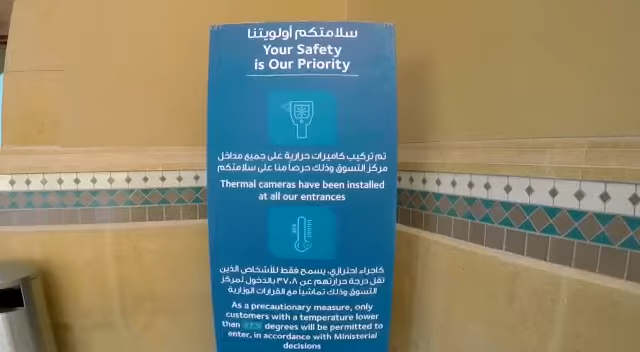 سلامتكم أولويتنا
Your Safety
is Our Priority
تم تركيب كاميرات حرارية على جميع مداخل
مركز التسوق وذلك حرصاً منا على سلامتكم
Thermal cameras have been installed
at all our entrances
كاجراء احترازي، يسمح فقط للأشخاص الذين
تقل درجة حرارتهم عن ٣٧,٨ بالدخول لمركز
التسوق وذلك تماشياً مع القرارات الوزارية
As a precautionary measure, only
customers with a temperature lower
than degrees will be permitted to
enter, in accordance with Ministerial
decisions